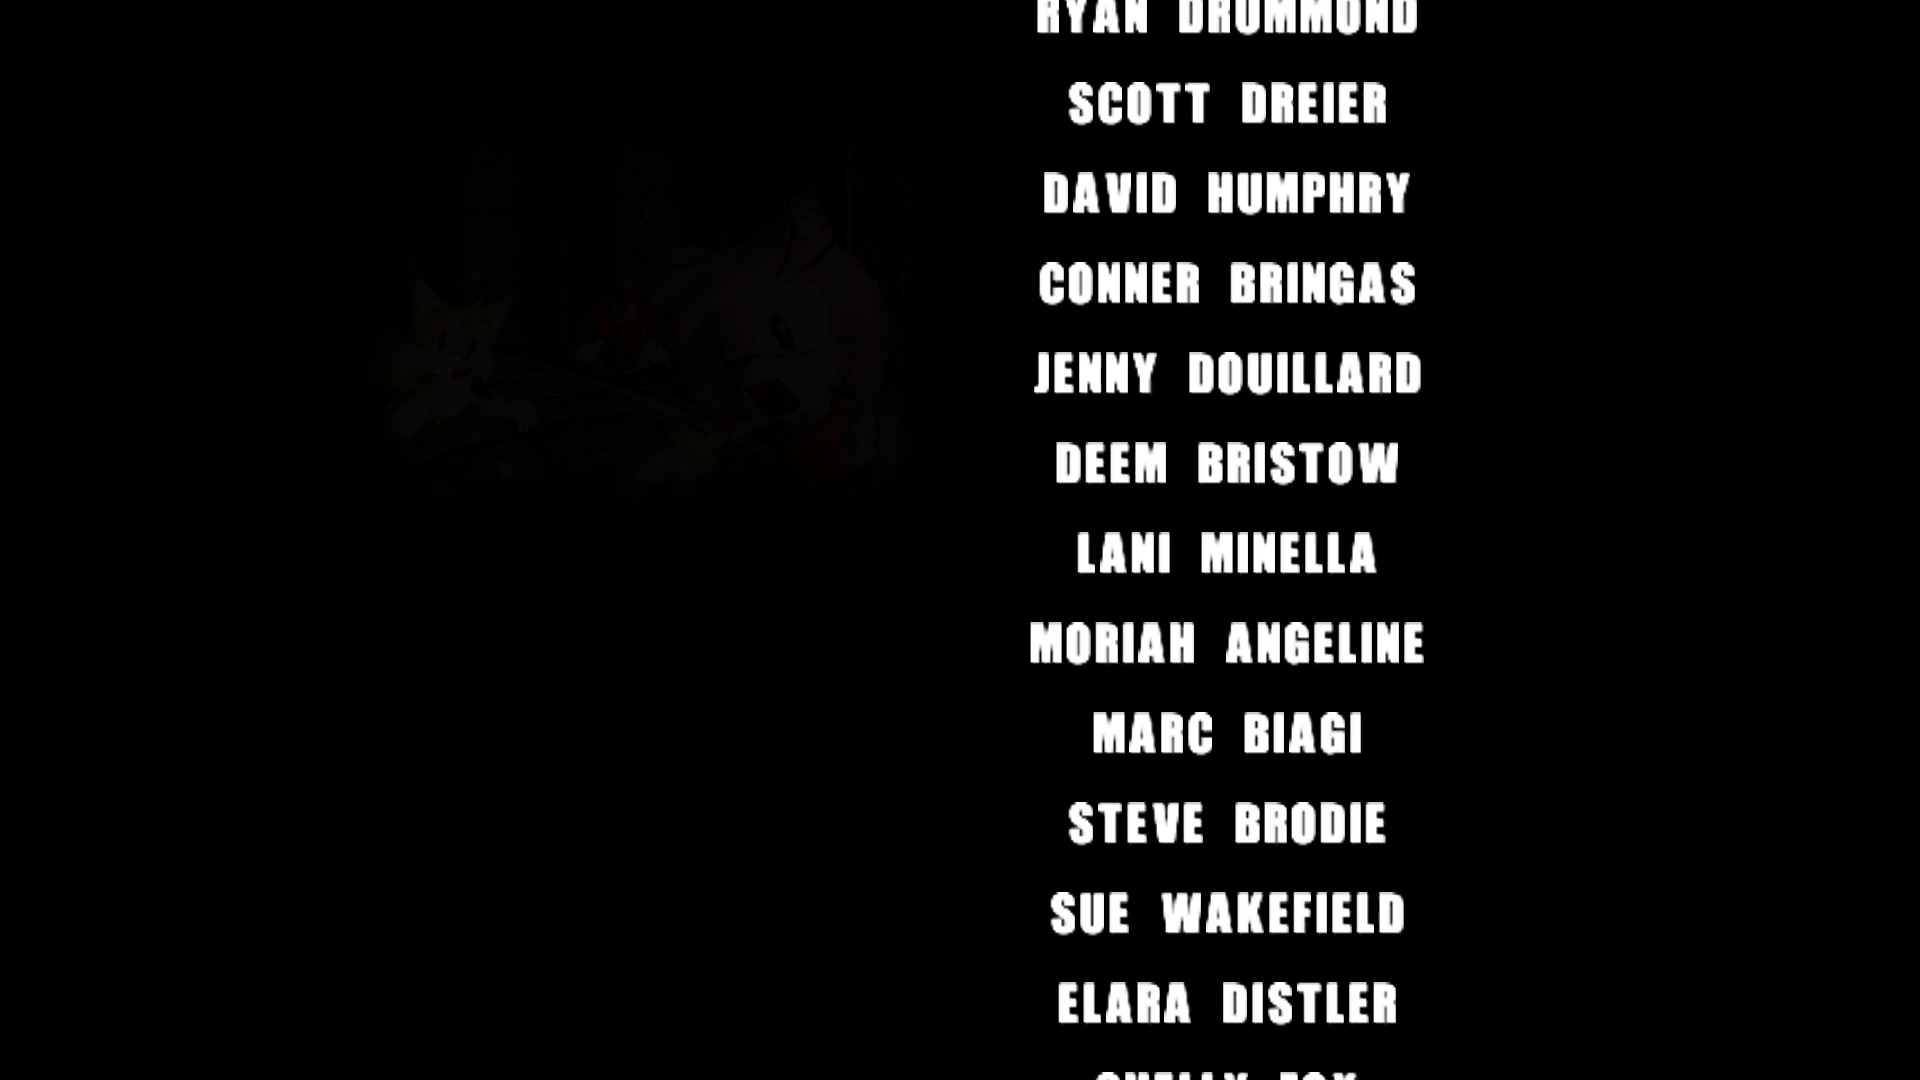 RYAN DRUMMOND
SCOTT DREIER
DAVID HUMPHRY
CONNER BRINGAS
JENNY DOUILLARD
DEEM BRISTOW
LANI MINELLA
MORIAH ANGELINE
MARC BIAGI
STEVE BRODIE
SUE WAKEFIELD
ELARA DISTLER